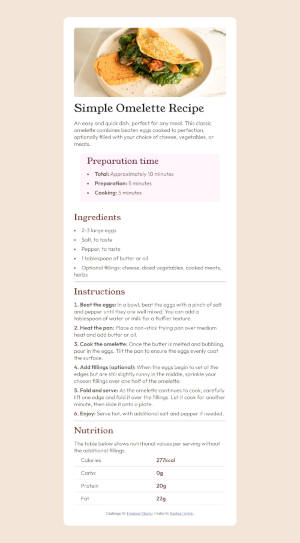 Simple Omelette Recipe
An easy and quick dish, perfect for any meal. This classic
omelette combines beaten eggs cooked to perfection,
optionally filled with your choice of cheese, vegetables, or
meats.
Preparation time
• Total: Approximately 10 minutes
• Preparation: 5 minutes
• Cooking: 5 minutes
Ingredients
• 2-3 large eggs
• Salt, to taste
• Pepper, to taste
• 1 tablespoon of butter or oil
• Optional fillings: cheese, diced vegetables, cooked meats,
herbs
Instructions
1. Beat the eggs: In a bowl, beat the eggs with a pinch of salt
and pepper until they are well mixed. You can add a
tablespoon of water or milk for a fluffier texture.
2. Heat the pan: Place a non-stick frying pan over medium
heat and add butter or oil.
3. Cook the omelette: Once the butter is melted and bubbling,
pour in the eggs. Tilt the pan to ensure the eggs evenly coat
the surface.
4. Add fillings (optional): When the eggs begin to set at the
edges but are still slightly runny in the middle, sprinkle your
chosen fillings over one half of the omelette.
5. Fold and serve: As the omelette continues to cook, carefully
lift one edge and fold it over the fillings. Let it cook for another
minute, then slide it onto a plate.
6. Enjoy: Serve hot, with additional salt and pepper if needed.
Nutrition
The table below shows nutritional values per serving without
the additional fillings.
Calories 277kcal
Carbs 0g
Protein 20g
Fat 22g
Challenge by Frontend Mentor. Coded by